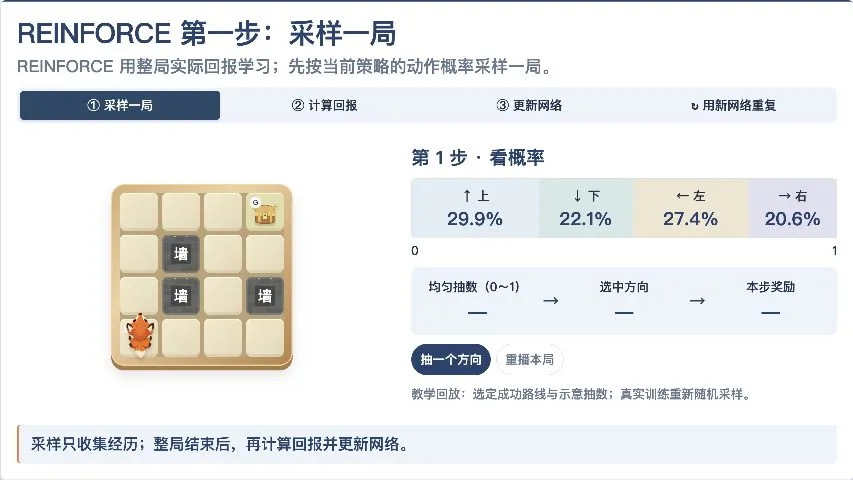 REINFORCE 第一步：采样一局
REINFORCE 用整局实际回报学习；先按当前策略的动作概率采样一局。
① 采样一局
② 计算回报
③ 更新网络
↻ 用新网络重复
第 1 步 · 看概率
↑ 上
↓ 下
← 左
→ 右
29.9%
22.1%
27.4%
20.6%
0
1
G
墙
墙
墙
均匀抽数（0～1）
→
选中方向
→
本步奖励
—
—
—
抽一个方向
重播本局
教学回放：选定成功路线与示意抽数；真实训练重新随机采样。
采样只收集经历；整局结束后，再计算回报并更新网络。